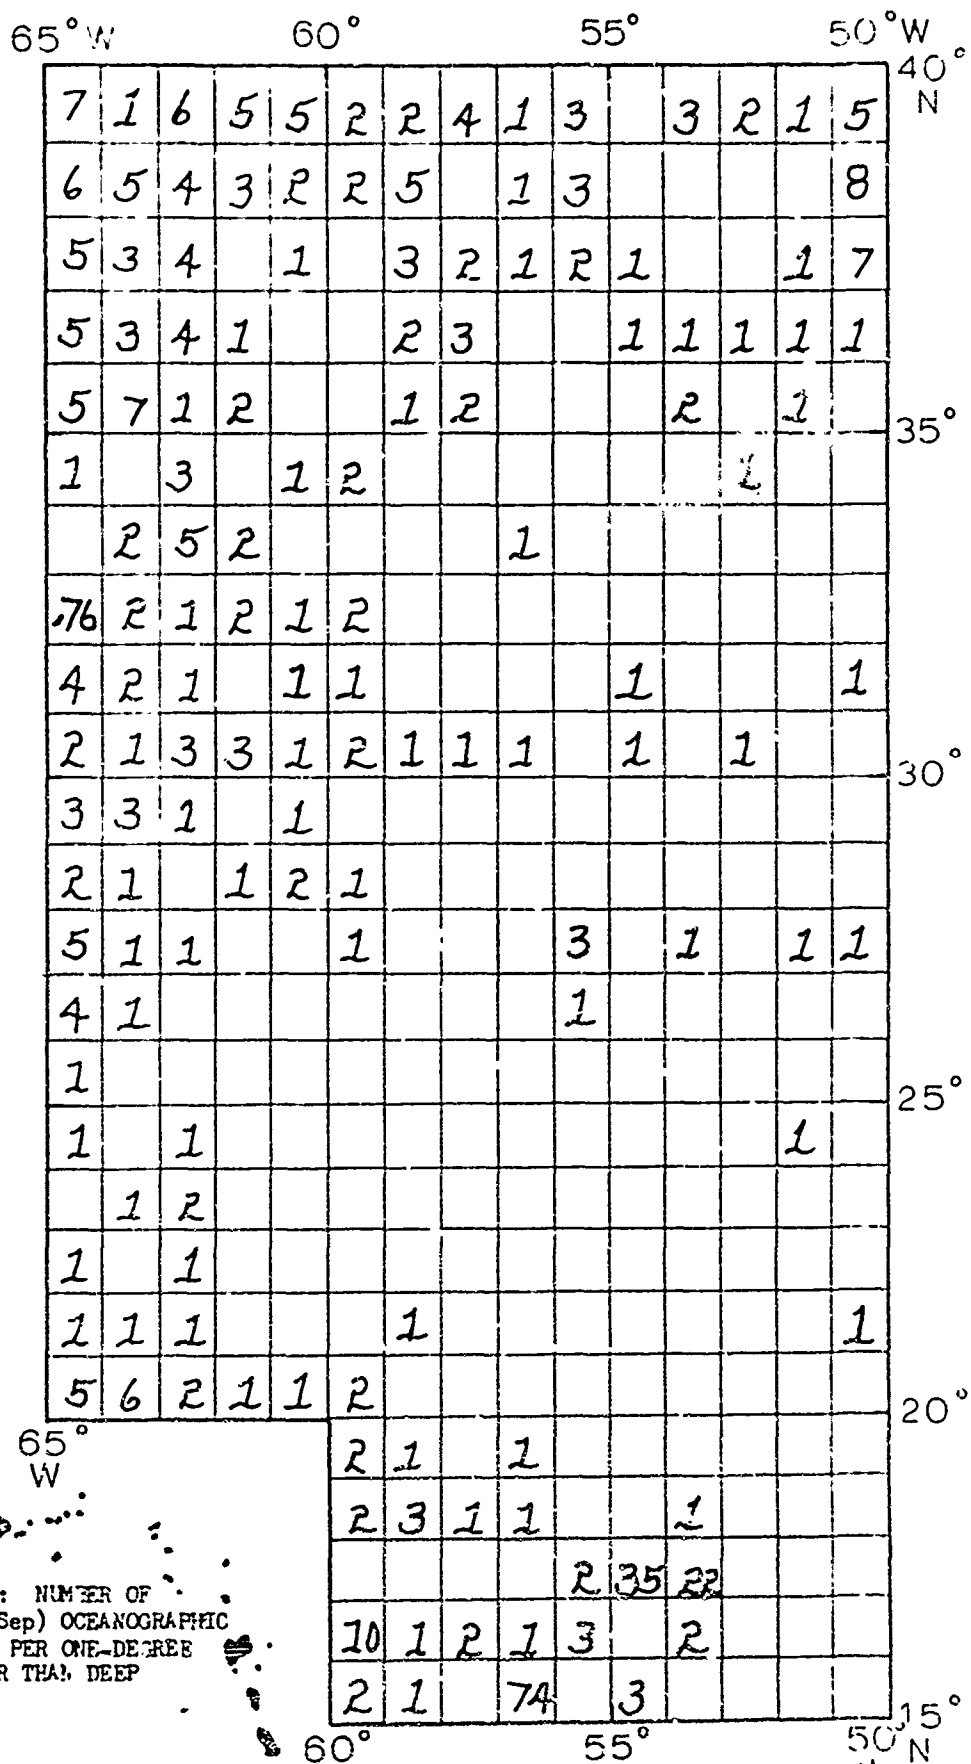 65°W 60° 55° 50°W
40°
N
7 1 6 5 5 2 2 4 1 3 3 2 1 5
6 5 4 3 2 2 5 1 3 8
5 3 4 1 3 2 1 2 1 1 7
5 3 4 1 2 3 1 1 1 1 1
5 7 1 2 1 2 2 1
35°
1 3 1 2 1
2 5 2 1
.76 2 1 2 1 2
4 2 1 1 1 1 1
2 1 3 3 1 2 1 1 1 1 1
30°
3 3 1 1
2 1 1 2 1
5 1 1 1 3 1 1 1
4 1 1
1
25°
1 1 1
1 2
1 1
1 1 1 1 1
5 6 2 1 1 2
20°
65°
W
2 1 1
2 3 1 1 1
2 35 22
: NUMBER OF
Sep) OCEANOGRAPHIC
PER ONE-DEGREE
R THAN DEEP
10 1 2 1 3 2
2 1 74 3
15°
N
60° 55° 50°